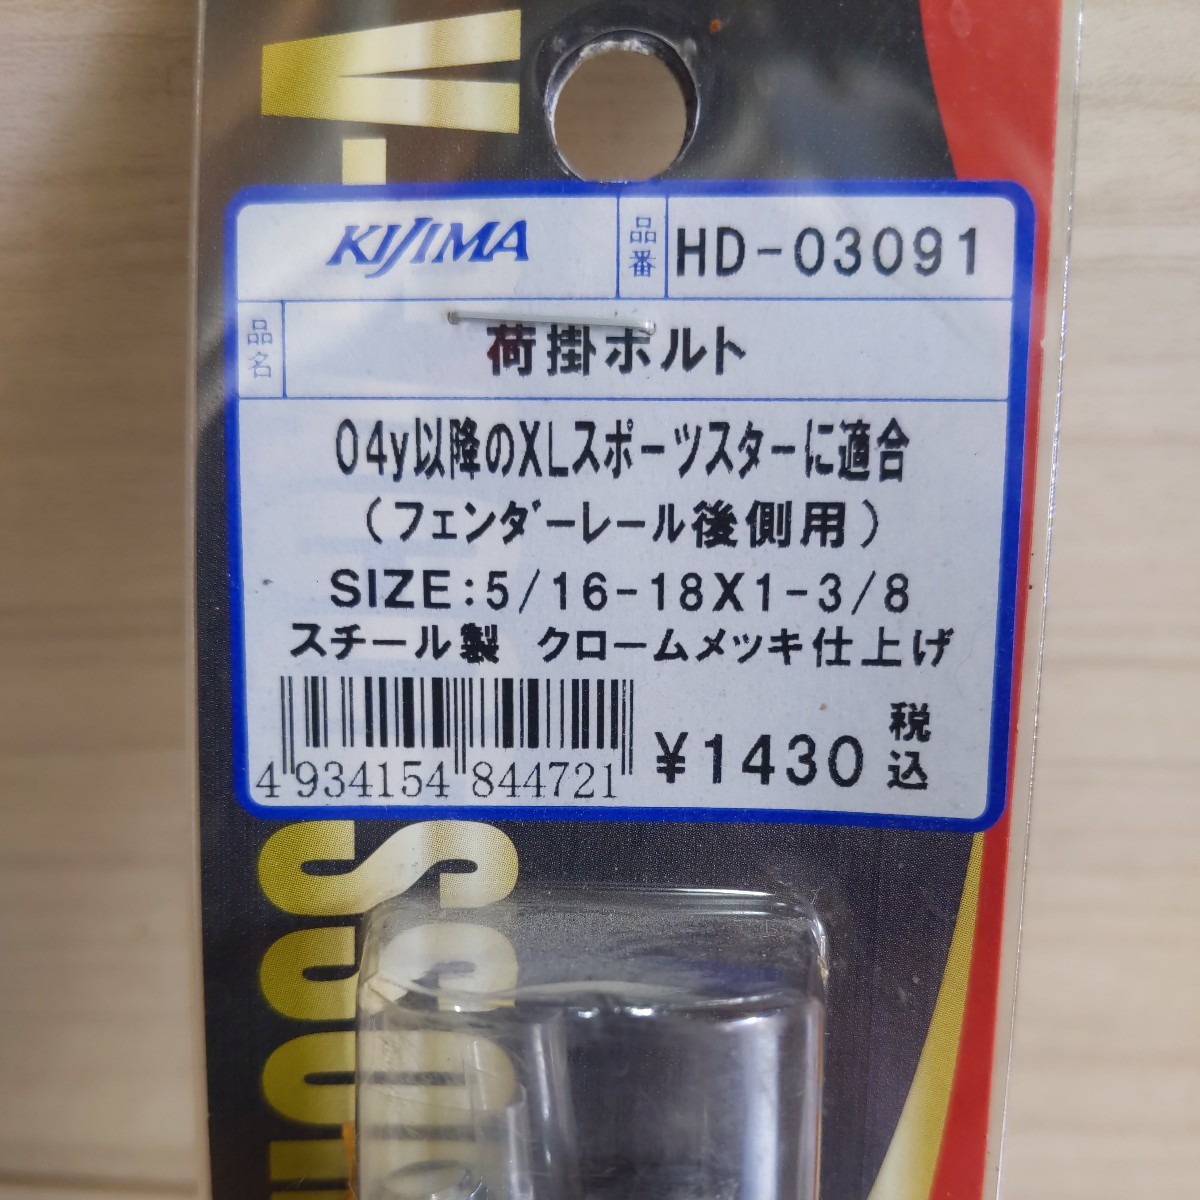 KIJIMA 品番 HD-03091
品名 荷掛ボルト
04y以降のXLスポーツスターに適合
(フェンダーレール後側用)
SIZE:5/16-18X1-3/8
スチール製 クロームメッキ仕上げ
4 934154 844721 ¥1430 税込